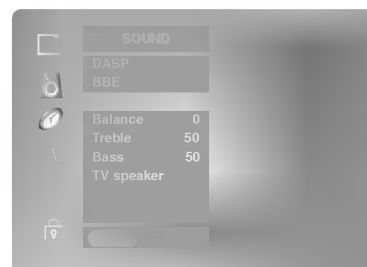 SOUND
DASP
BBE
Balance 0
Treble 50
Bass 50
TV speaker